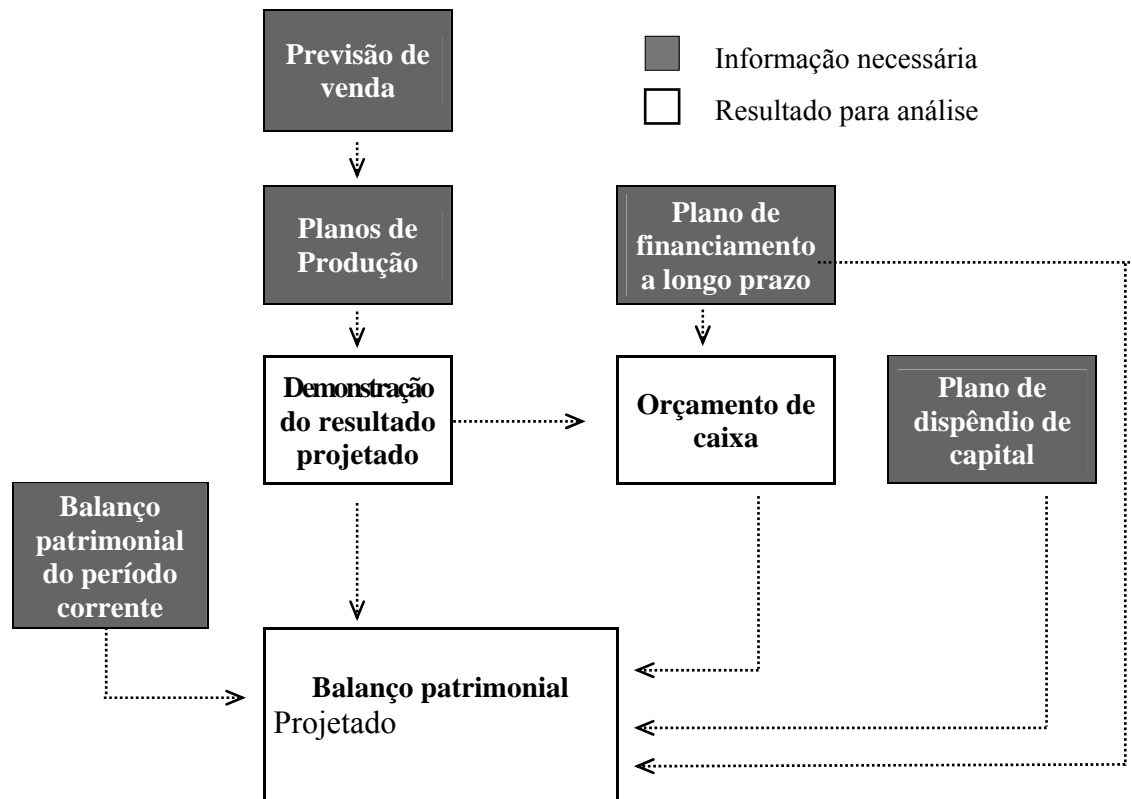 Previsão de
venda
Informação necessária
Resultado para análise
Planos de
Produção
Plano de
financiamento
a longo prazo
Demonstração
do resultado
projetado
Orçamento de
caixa
Plano de
dispêndio de
capital
Balanço
patrimonial
do período
corrente
Balanço patrimonial
Projetado